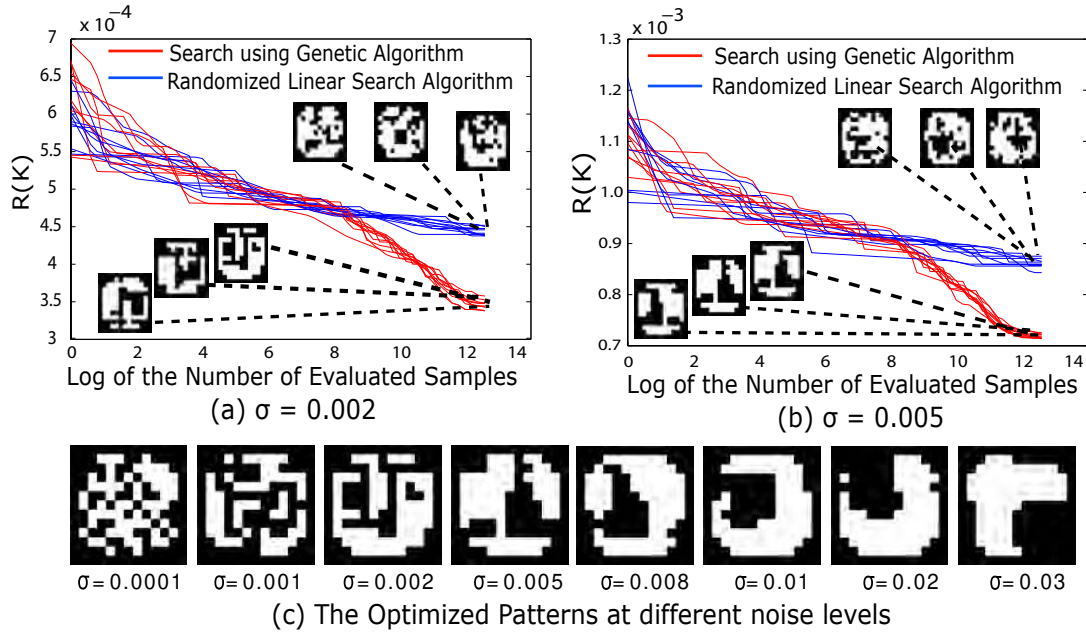 x 10⁻⁴
7
6.5
6
5.5
5
4.5
4
3.5
3
R(K)
Search using Genetic Algorithm
Randomized Linear Search Algorithm
0 2 4 6 8 10 12 14
Log of the Number of Evaluated Samples
(a) σ = 0.002
x 10⁻³
1.3
1.2
1.1
1.0
0.9
0.8
0.7
R(K)
Search using Genetic Algorithm
Randomized Linear Search Algorithm
0 2 4 6 8 10 12 14
Log of the Number of Evaluated Samples
(b) σ = 0.005
σ= 0.0001 σ= 0.001 σ= 0.002 σ= 0.005 σ= 0.008 σ= 0.01 σ= 0.02 σ= 0.03
(c) The Optimized Patterns at different noise levels